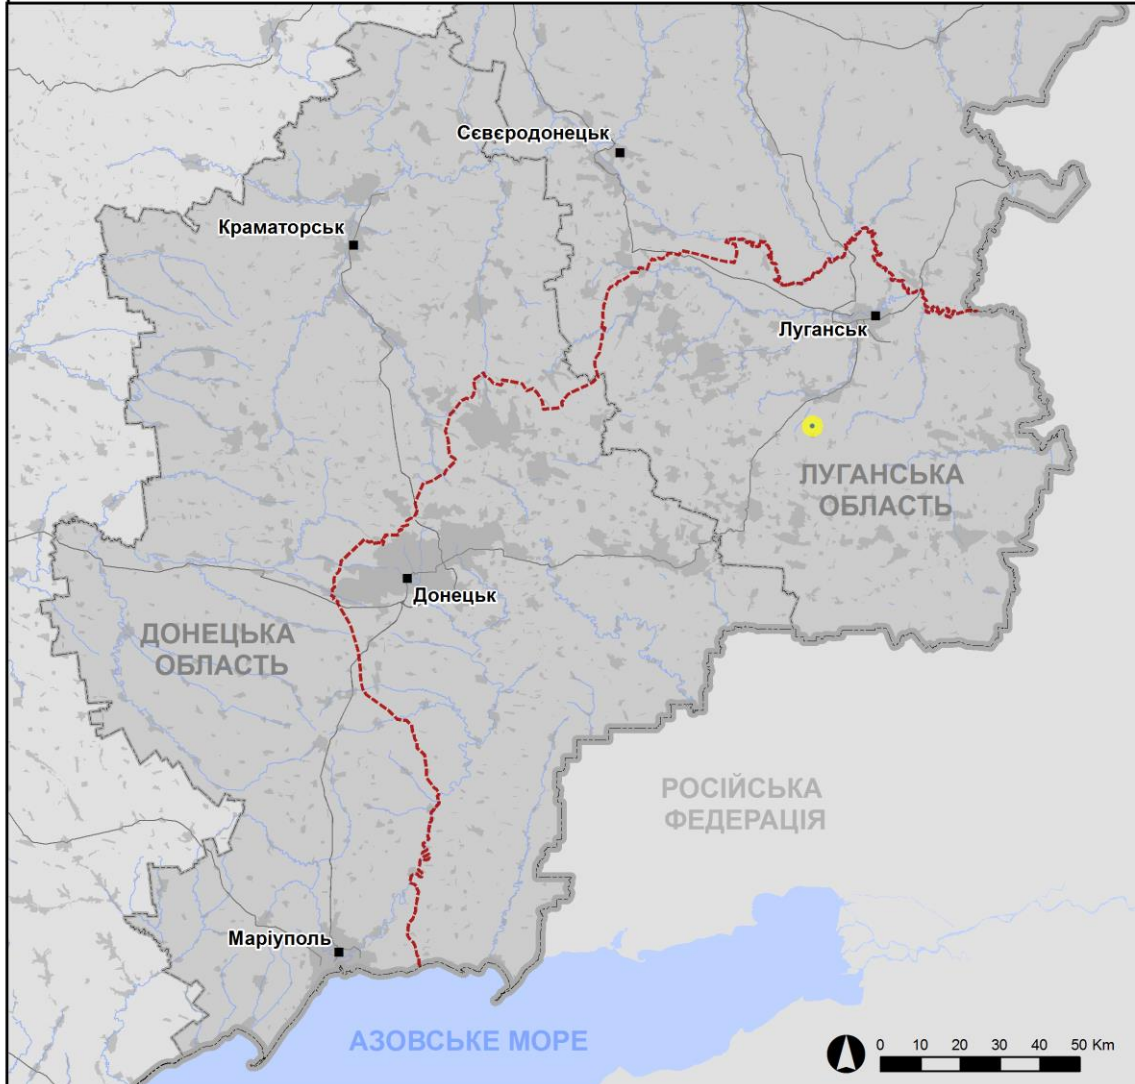 Сєвєродонецьк
Краматорськ
Луганськ
ЛУГАНСЬКА
ОБЛАСТЬ
Донецьк
ДОНЕЦЬКА
ОБЛАСТЬ
РОСІЙСЬКА
ФЕДЕРАЦІЯ
Маріуполь
АЗОВСЬКЕ МОРЕ
0 10 20 30 40 50 Km